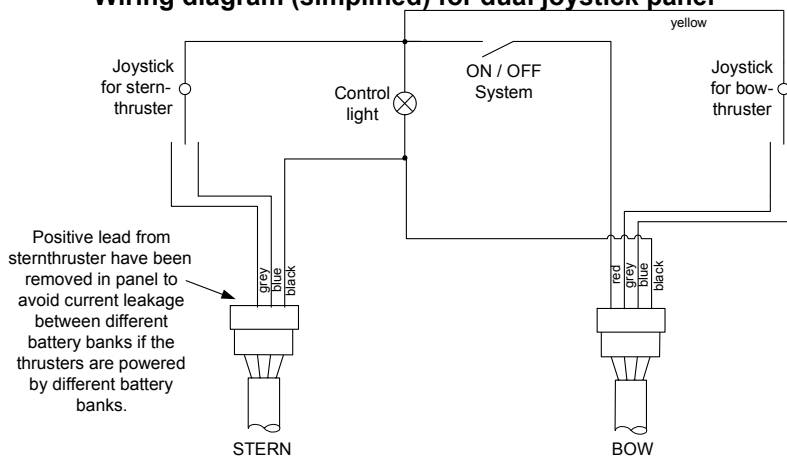 Wiring diagram (simplified) for dual joystick panel
yellow
Joystick
for stern-
thruster
Control
light
ON / OFF
System
Joystick
for bow-
thruster
Positive lead from
sternthruster have been
removed in panel to
avoid current leakage
between different
battery banks if the
thrusters are powered
by different battery
banks.
grey
blue
black
red
grey
blue
black
STERN
BOW